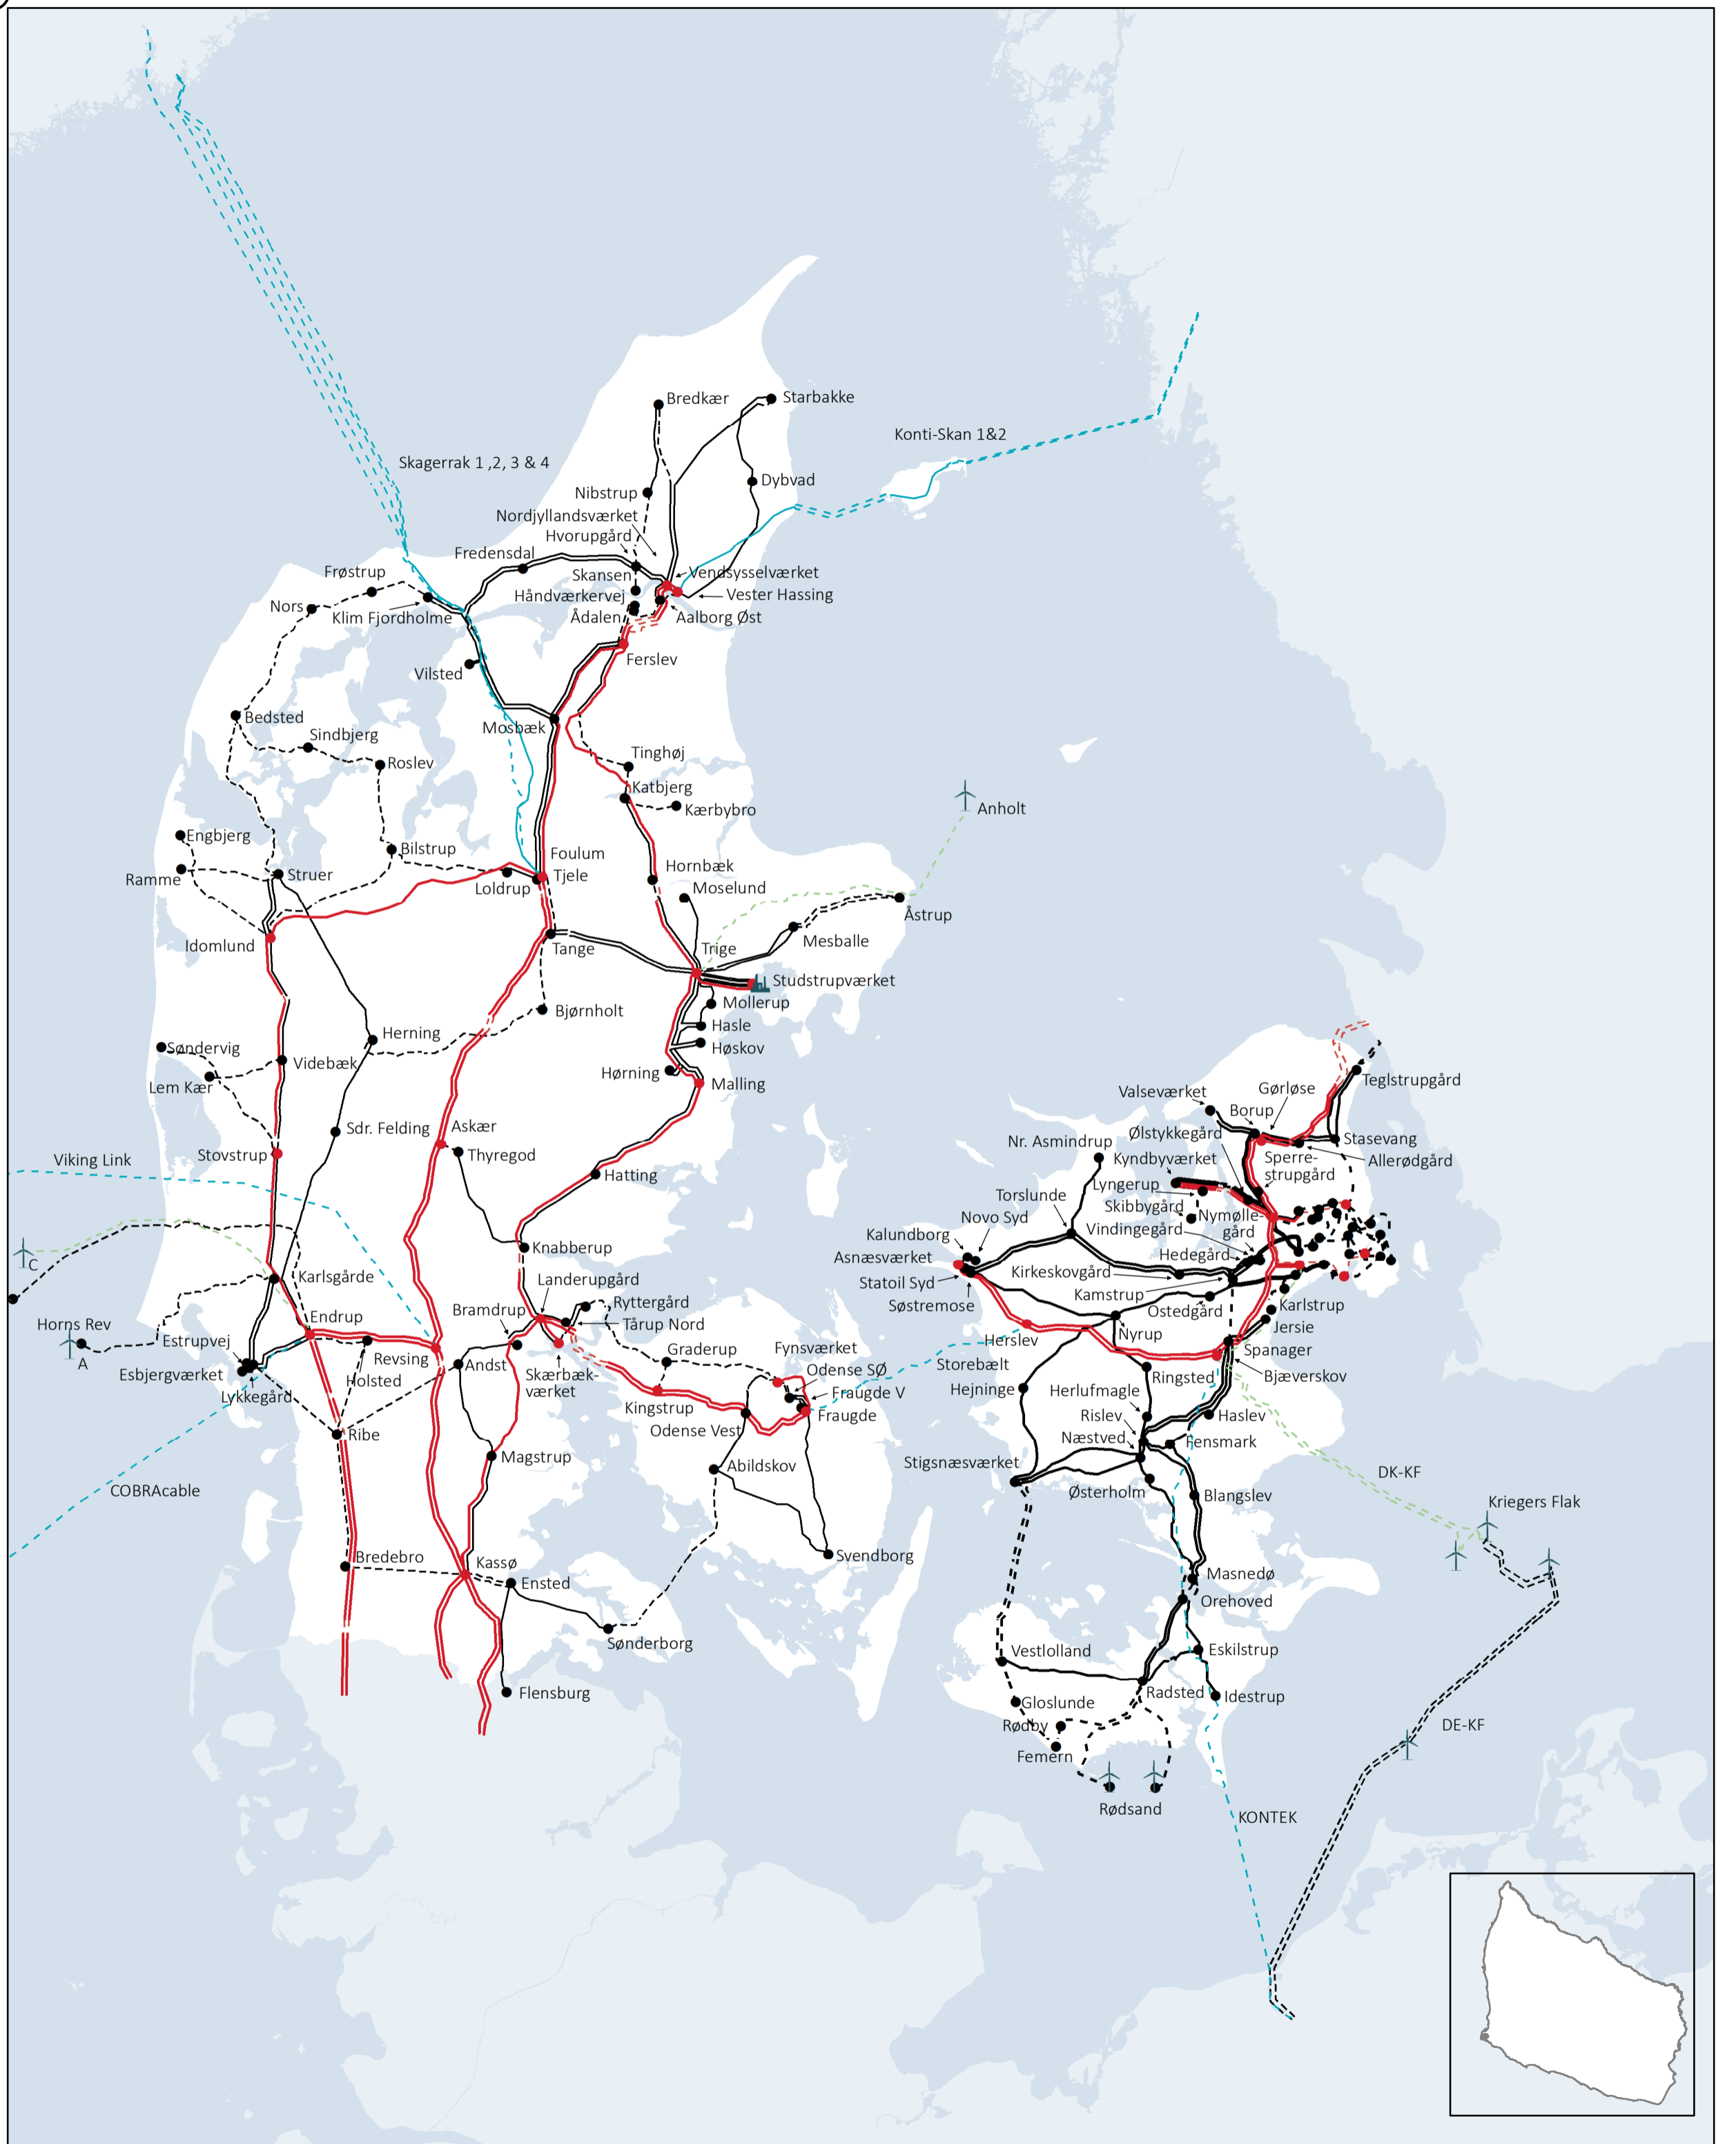 Bredkær
Starbakke
Konti-Skan 1&2
Skagerrak 1 ,2, 3 & 4
Dybvad
Nibstrup
Nordjyllandsværket
Hvorupgård
Fredensdal
Frøstrup
Skansen
Vendsysselværket
Nors
Klim Fjordholme
Håndværkervej
Vester Hassing
Ådalen
Aalborg Øst
Ferslev
Vilsted
Bedsted
Mosbæk
Sindbjerg
Roslev
Tinghøj
Katbjerg
Kærbybro
Anholt
Engbjerg
Bilstrup
Foulum
Ramme
Struer
Loldrup
Tjele
Hornbæk
Moselund
Åstrup
Idomlund
Tange
Trige
Mesballe
Studstrupværket
Mollerup
Bjørnholt
Hasle
Herning
Høskov
Søndervig
Videbæk
Lem Kær
Hørning
Malling
Teglstrupgård
Valseværket
Gørløse
Borup
Sdr. Felding
Askær
Ølstykkegård
Stasevang
Nr. Asmindrup
Stovstrup
Thyregod
Kyndbyværket
Sperre-
strupgård
Allerødgård
Viking Link
Hatting
Lyngerup
Torslunde
Skibbygård
Novo Syd
Nymølle-
gård
Kalundborg
Vindingegård
Knabberup
Asnæsværket
Hedegård
C
Karlsgårde
Landerupgård
Statoil Syd
Kirkeskovgård
Kamstrup
Søstremose
Ostedgård
Karlstrup
Bramdrup
Ryttergård
Endrup
Tårup Nord
Jersie
Horns Rev
A
Estrupvej
Herslev
Nyrup
Spanager
Graderup
Fynsværket
Revsing
Andst
Storebælt
Esbjergværket
Holsted
Skærbæk-
værket
Odense SØ
Ringsted
Bjæverskov
Lykkegård
Fraugde V
Hejninge
Herlufmagle
Kingstrup
Fraugde
Haslev
Odense Vest
Rislev
Ribe
Næstved
Fensmark
Magstrup
Abildskov
Stigsnæsværket
DK-KF
COBRAcable
Østerholm
Blangslev
Kriegers Flak
Svendborg
Bredebro
Kassø
Ensted
Masnedø
Orehoved
Sønderborg
Vestlolland
Eskilstrup
Flensburg
Radsted
Idestrup
Gloslunde
Rødby
DE-KF
Femern
Rødsand
KONTEK